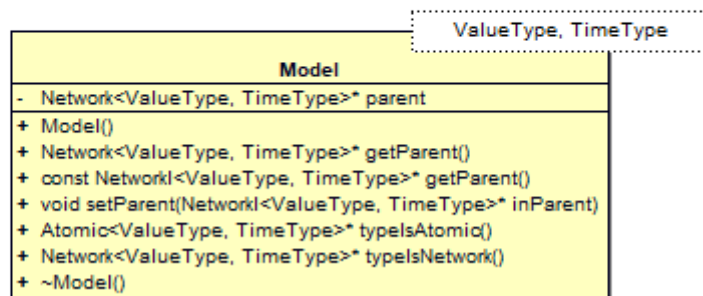 ValueType, TimeType
Model
- Network<ValueType, TimeType>* parent
+ Model()
+ Network<ValueType, TimeType>* getParent()
+ const NetworkI<ValueType, TimeType>* getParent()
+ void setParent(NetworkI<ValueType, TimeType>* inParent)
+ Atomic<ValueType, TimeType>* typeIsAtomic()
+ Network<ValueType, TimeType>* typeIsNetwork()
+ ~Model()